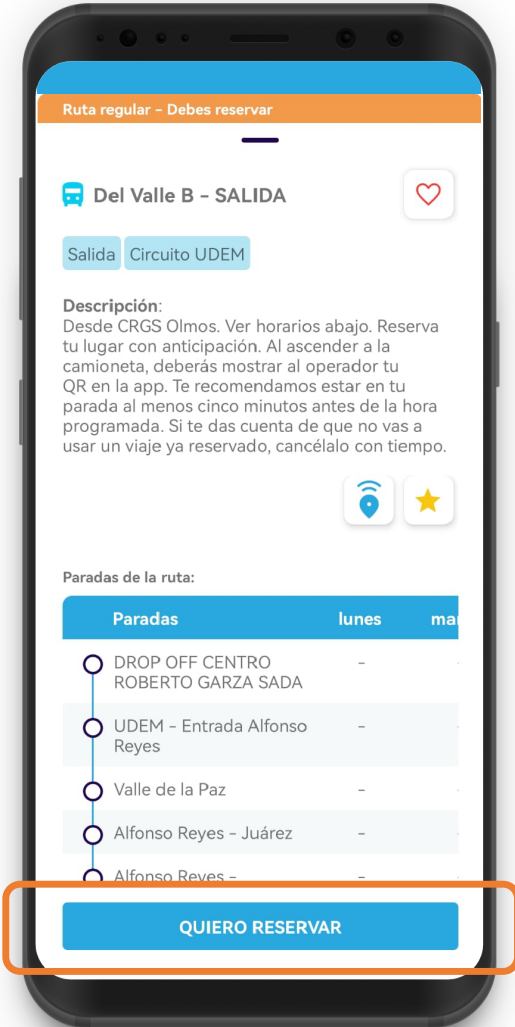 Ruta regular – Debes reservar
Del Valle B – SALIDA
Salida Circuito UDEM
Descripción:
Desde CRGS Olmos. Ver horarios abajo. Reserva
tu lugar con anticipación. Al ascender a la
camioneta, deberás mostrar al operador tu
QR en la app. Te recomendamos estar en tu
parada al menos cinco minutos antes de la hora
programada. Si te das cuenta de que no vas a
usar un viaje ya reservado, cancélalo con tiempo.
Paradas de la ruta:
Paradas lunes
DROP OFF CENTRO –
ROBERTO GARZA SADA
UDEM – Entrada Alfonso –
Reyes
Valle de la Paz –
Alfonso Reyes – Juárez –
Alfonso Reyes – –
QUIERO RESERVAR